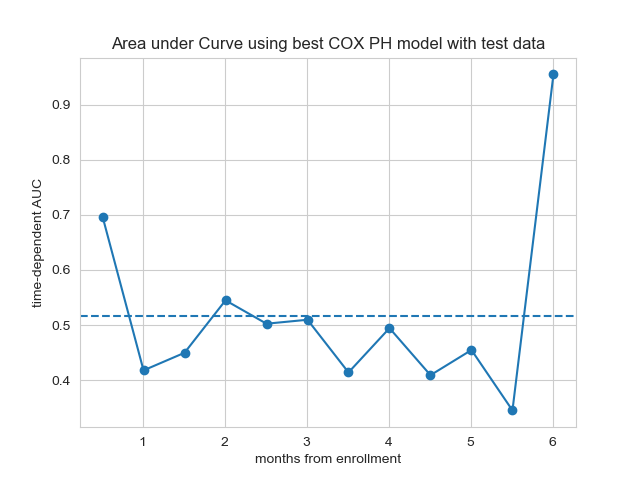 Area under Curve using best COX PH model with test data
time-dependent AUC
0.9
0.8
0.7
0.6
0.5
0.4
1 2 3 4 5 6
months from enrollment